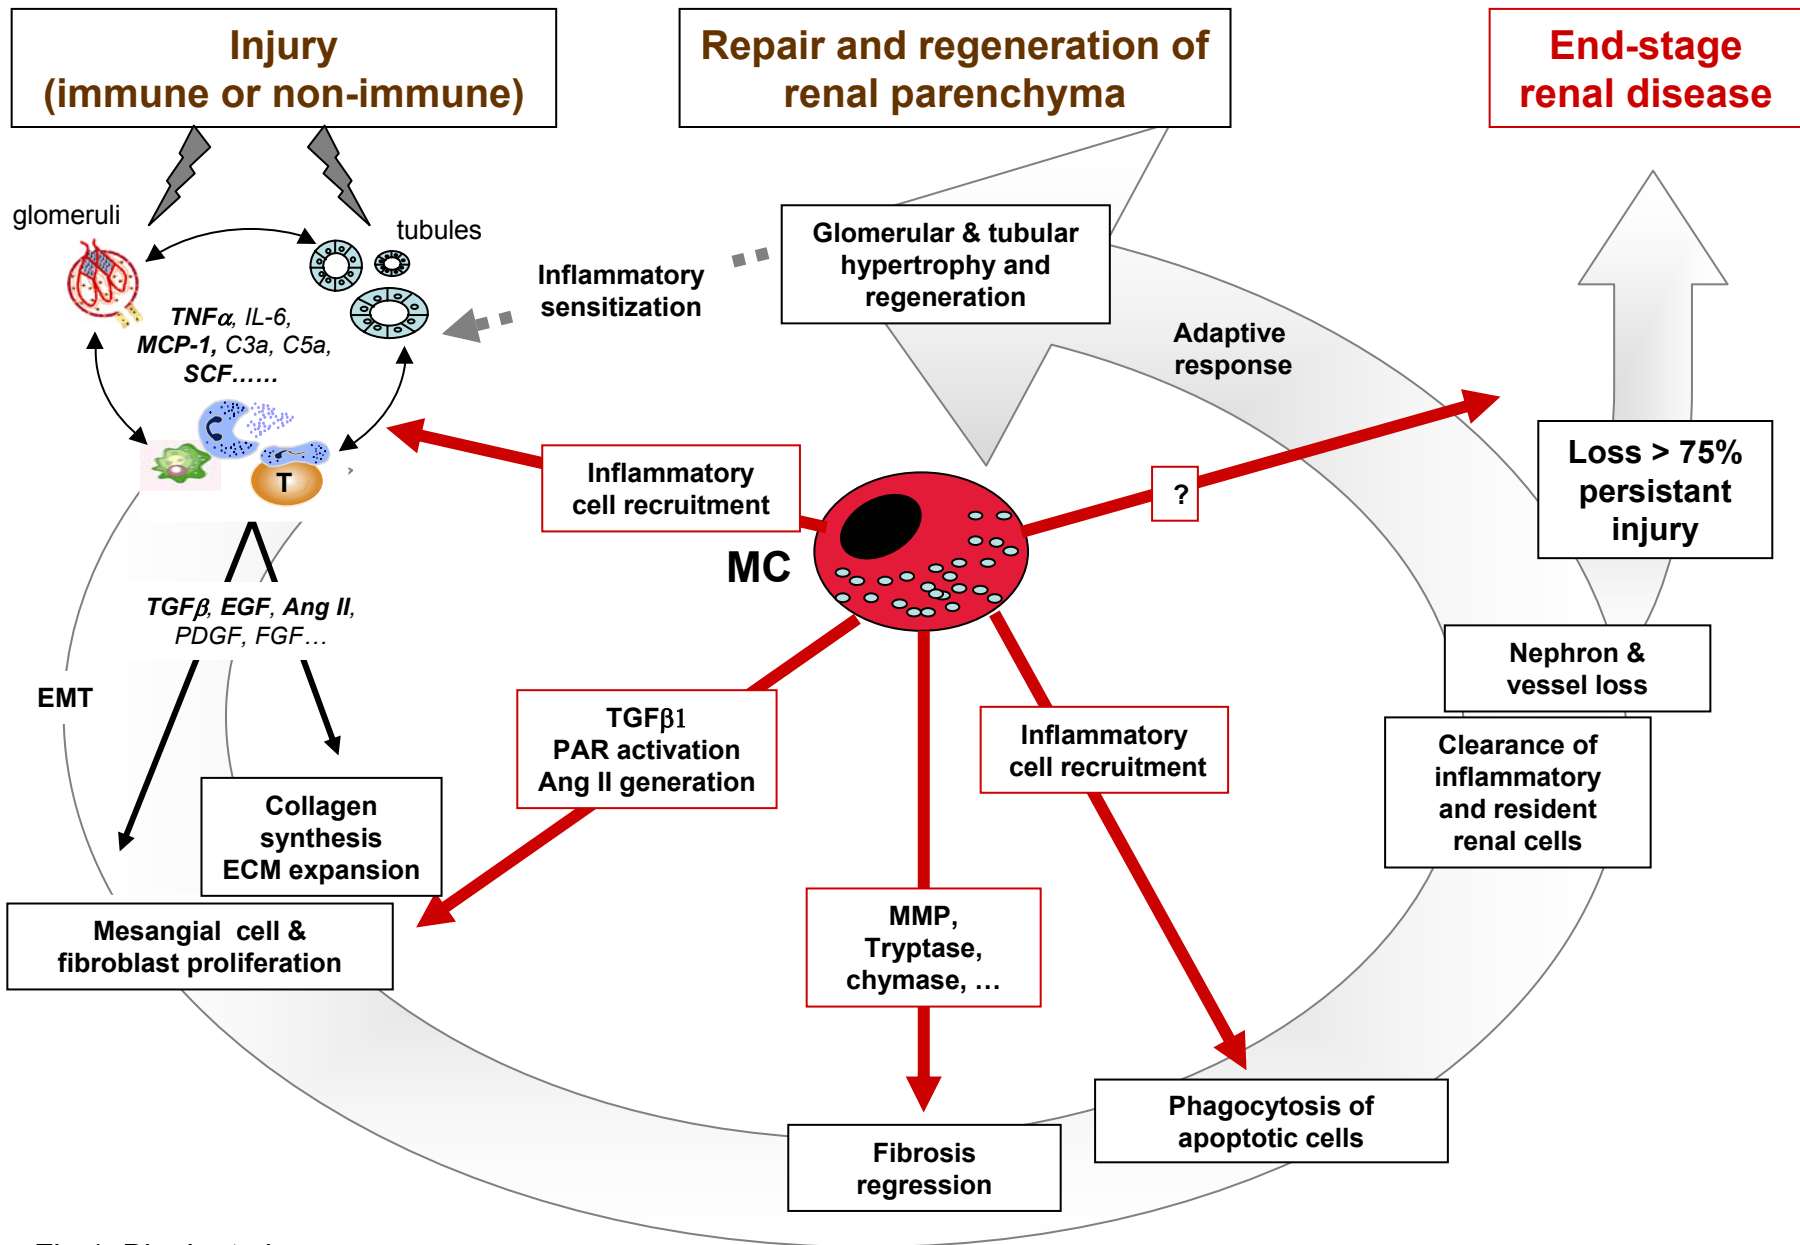 Injury
(immune or non-immune)
Repair and regeneration of
renal parenchyma
End-stage
renal disease
glomeruli
tubules
TNFα, IL-6,
MCP-1, C3a, C5a,
SCF……
T
Inflammatory
sensitization
Glomerular & tubular
hypertrophy and
regeneration
Adaptive
response
Loss > 75%
persistant
injury
Inflammatory
cell recruitment
?
MC
TGFβ, EGF, Ang II,
PDGF, FGF…
EMT
Nephron &
vessel loss
TGFβ1
PAR activation
Ang II generation
Inflammatory
cell recruitment
Clearance of
inflammatory
and resident
renal cells
Collagen
synthesis
ECM expansion
Mesangial cell &
fibroblast proliferation
MMP,
Tryptase,
chymase, …
Phagocytosis of
apoptotic cells
Fibrosis
regression